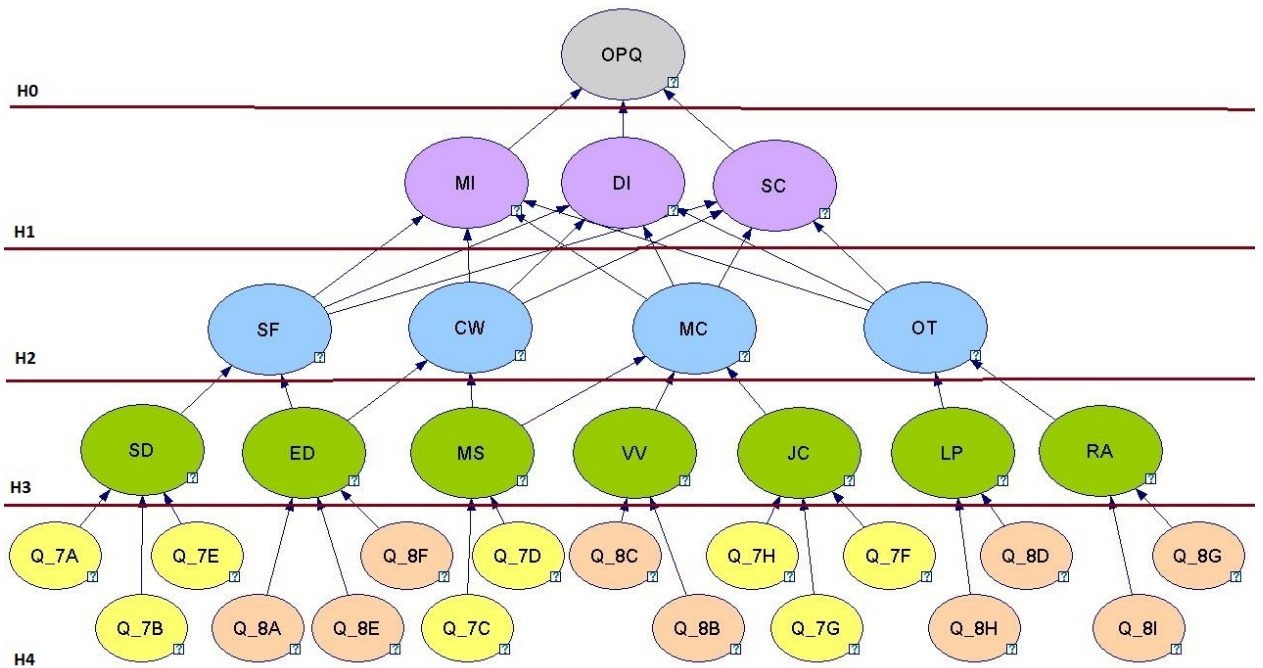 OPQ
H0
MI
DI
SC
H1
SF
CW
MC
OT
H2
SD
ED
MS
VV
JC
LP
RA
H3
Q_7A
Q_7E
Q_8F
Q_7D
Q_8C
Q_7H
Q_7F
Q_8D
Q_8G
Q_7B
Q_8A
Q_8E
Q_7C
Q_8B
Q_7G
Q_8H
Q_8I
H4